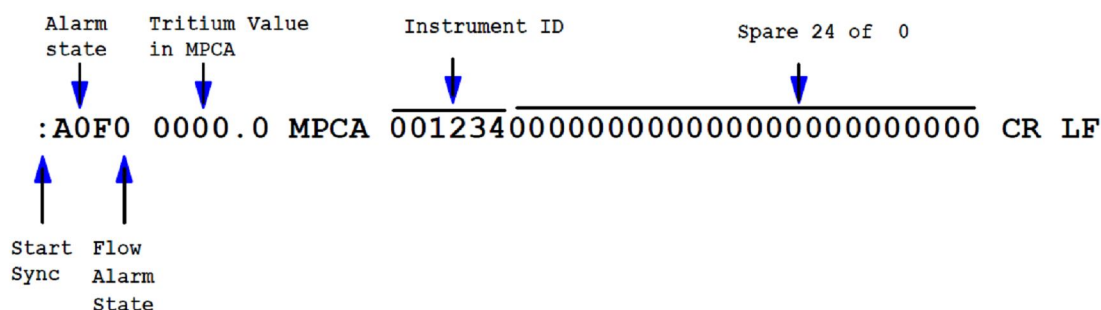 Alarm Tritium Value Instrument ID Spare 24 of 0
state in MPCA
:A0F0 0000.0 MPCA 001234000000000000000000000000 CR LF
Start Flow
Sync Alarm
State